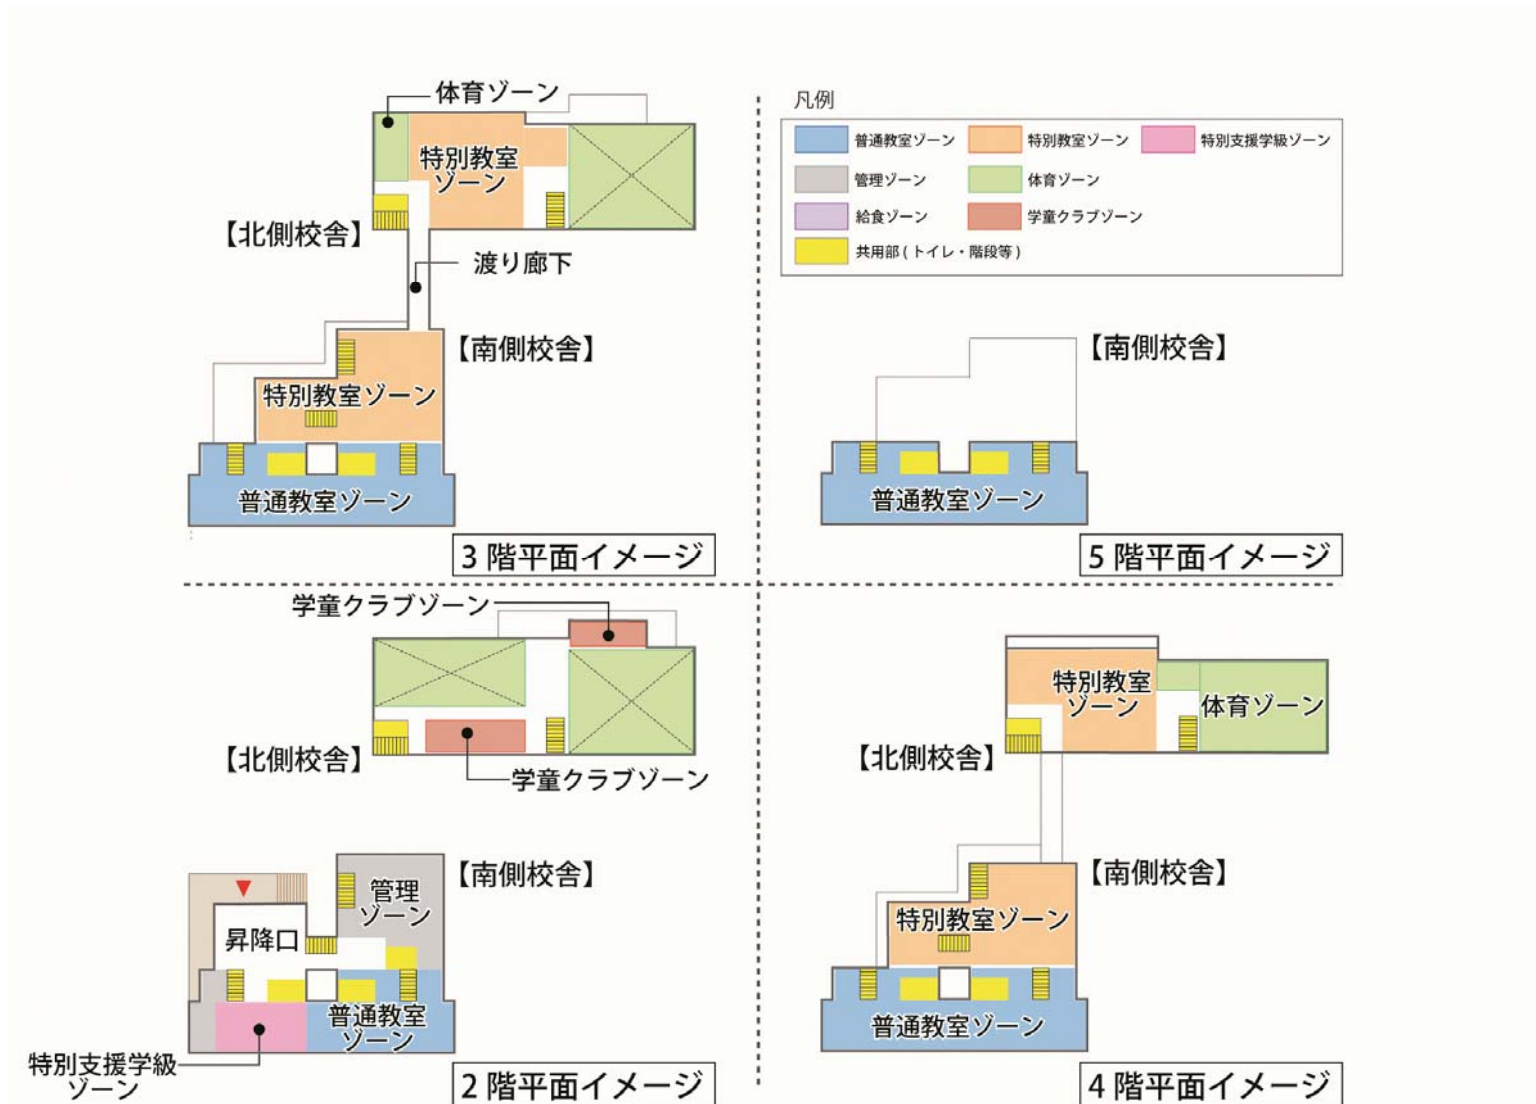 体育ゾーン
特別教室
ゾーン
【北側校舎】
渡り廊下
【南側校舎】
特別教室ゾーン
普通教室ゾーン
3階平面イメージ
凡例
普通教室ゾーン
特別教室ゾーン
特別支援学級ゾーン
管理ゾーン
体育ゾーン
給食ゾーン
学童クラブゾーン
共用部(トイレ・階段等)
【南側校舎】
普通教室ゾーン
5階平面イメージ
学童クラブゾーン
【北側校舎】
学童クラブゾーン
【南側校舎】
管理
ゾーン
昇降口
普通教室
ゾーン
特別支援学級
ゾーン
2階平面イメージ
特別教室
ゾーン
体育ゾーン
【北側校舎】
【南側校舎】
特別教室ゾーン
普通教室ゾーン
4階平面イメージ